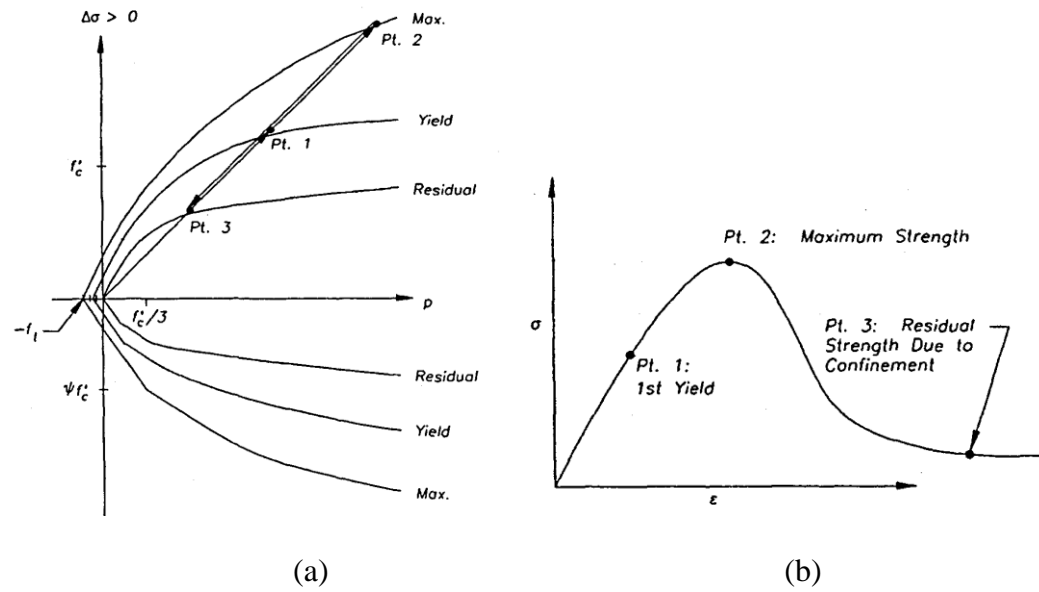 Δσ > 0
Max.
Pt. 2
Yield
Pt. 1
f'c
Residual
Pt. 3
p
f'c/3
-ft
Residual
ψf'c
Yield
Max.
Pt. 2: Maximum Strength
σ
Pt. 3: Residual
Strength Due to
Confinement
Pt. 1:
1st Yield
ε
(a)
(b)